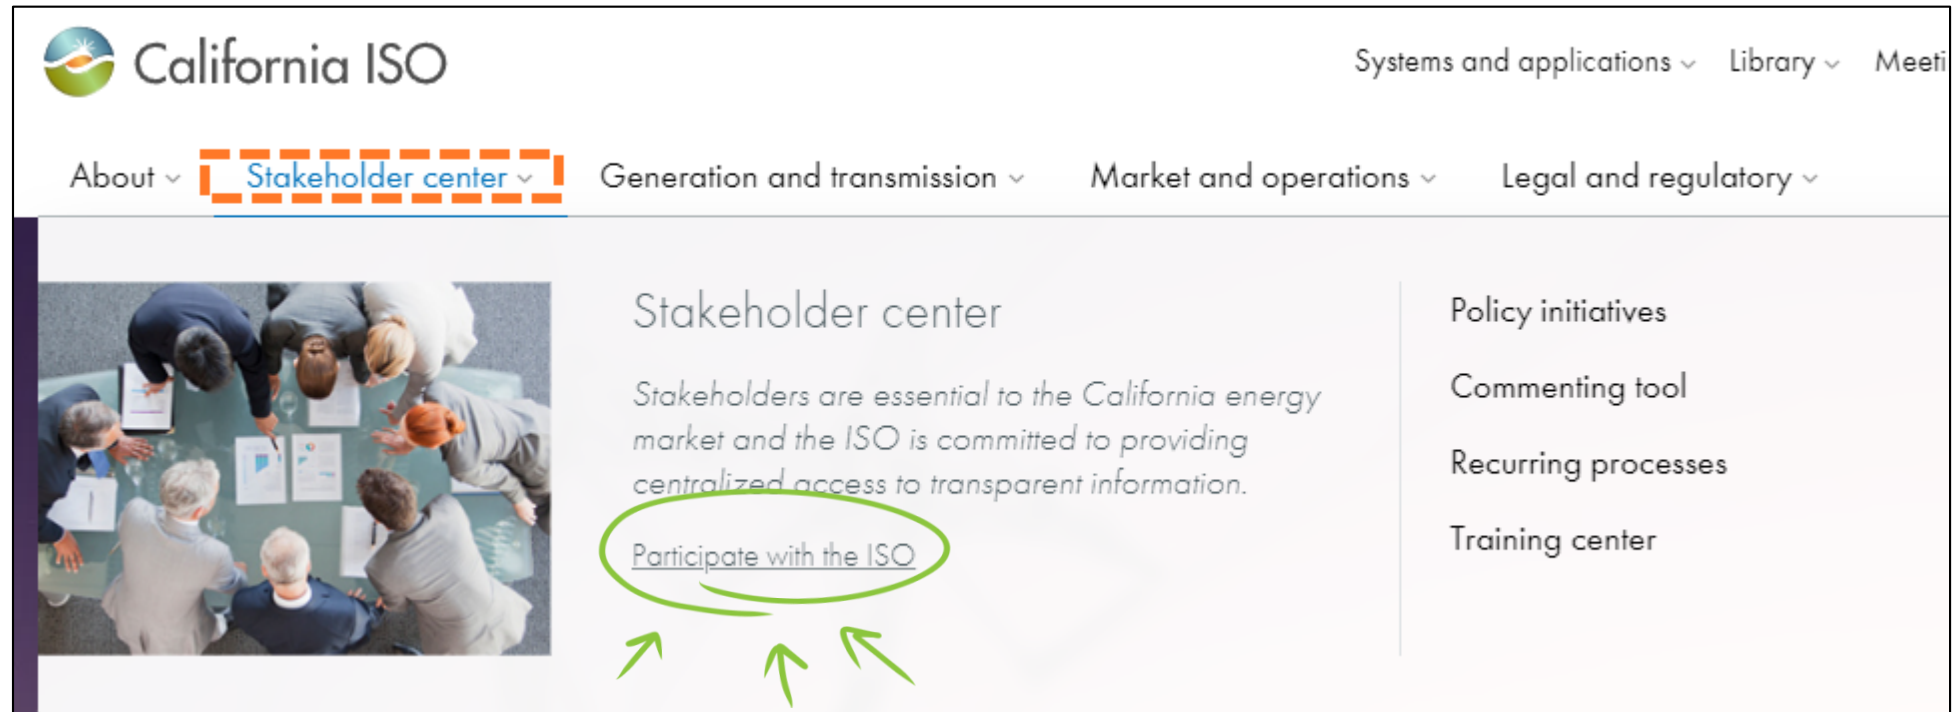 California ISO
Systems and applications
Library
Meeti
About
Stakeholder center
Generation and transmission
Market and operations
Legal and regulatory
Stakeholder center
Stakeholders are essential to the California energy
market and the ISO is committed to providing
centralized access to transparent information.
Participate with the ISO
Policy initiatives
Commenting tool
Recurring processes
Training center